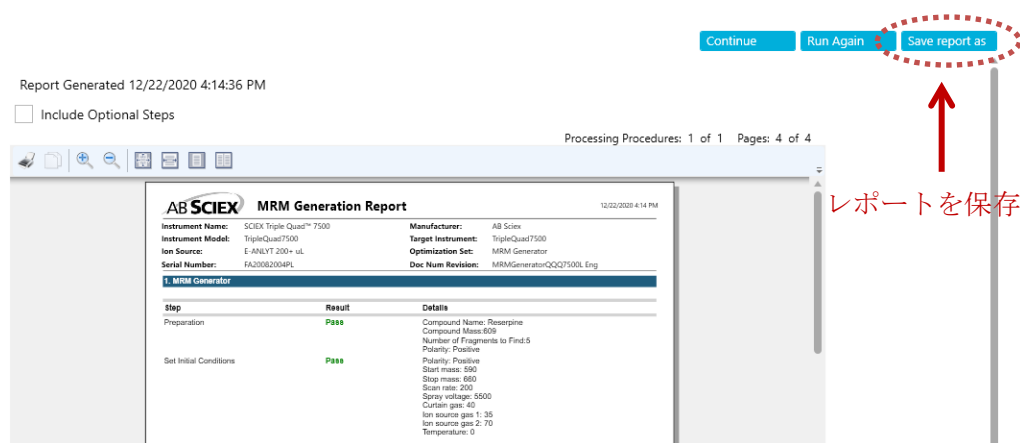 Continue Run Again Save report as
Report Generated 12/22/2020 4:14:36 PM
Include Optional Steps
Processing Procedures: 1 of 1 Pages: 4 of 4
レポートを保存
AB SCIEX MRM Generation Report 12/22/2020 4:14 PM
Instrument Name: SCIEX Triple Quad™ 7500 Manufacturer: AB Sciex
Instrument Model: TripleQuad7500 Target Instrument: TripleQuad7500
Ion Source: E-ANLYT 200+ uL Optimization Set: MRM Generator
Serial Number: FA20082004PL Doc Num Revision: MRMGeneratorQQQ7500L Eng
1. MRM Generator
Step Result Details
Preparation Pass Compound Name: Reserpine
Compound Mass:609
Number of Fragments to Find:5
Polarity: Positive
Set Initial Conditions Pass Polarity: Positive
Start mass: 590
Stop mass: 660
Scan rate: 200
Spray voltage: 5500
Curtain gas: 40
Ion source gas 1: 35
Ion source gas 2: 70
Temperature: 0